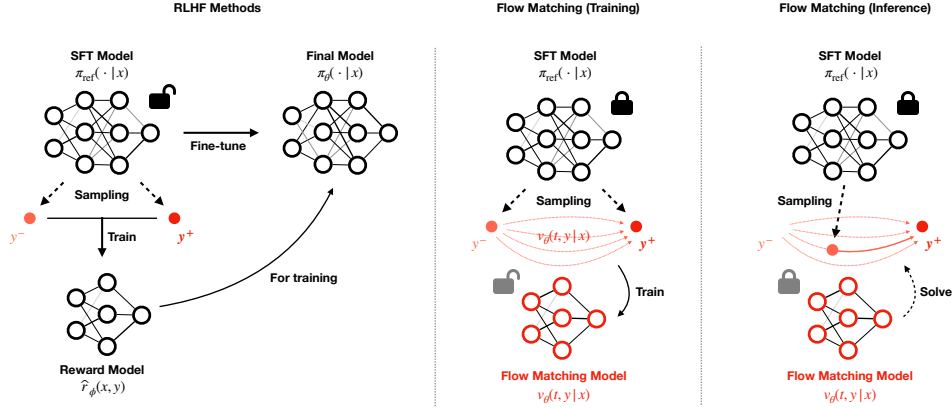 RLHF Methods
SFT Model
π_ref( · | x)
Final Model
π_θ( · | x)
Fine-tune
Sampling
y⁻
y⁺
Train
For training
Reward Model
r̂_ϕ(x, y)
Flow Matching (Training)
SFT Model
π_ref( · | x)
Sampling
y⁻
v_θ(t, y | x)
y⁺
Train
Flow Matching Model
v_θ(t, y | x)
Flow Matching (Inference)
SFT Model
π_ref( · | x)
Sampling
y⁻
y⁺
Solve
Flow Matching Model
v_θ(t, y | x)